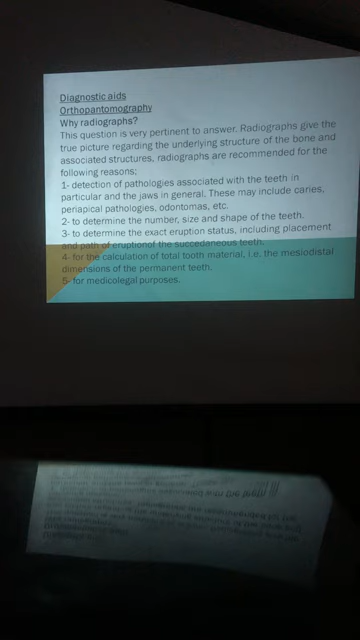 Diagnostic aids
Orthopantomography
Why radiographs?
This question is very pertinent to answer. Radiographs give the
true picture regarding the underlying structure of the bone and
associated structures, radiographs are recommended for the
following reasons;
1- detection of pathologies associated with the teeth in
particular and the jaws in general. These may include caries,
periapical pathologies, odontomas, etc.
2- to determine the number, size and shape of the teeth.
3- to determine the exact eruption status, including placement
and path of eruptionof the succedaneous teeth.
4- for the calculation of total tooth material, i.e. the mesiodistal
dimensions of the permanent teeth.
5- for medicolegal purposes.